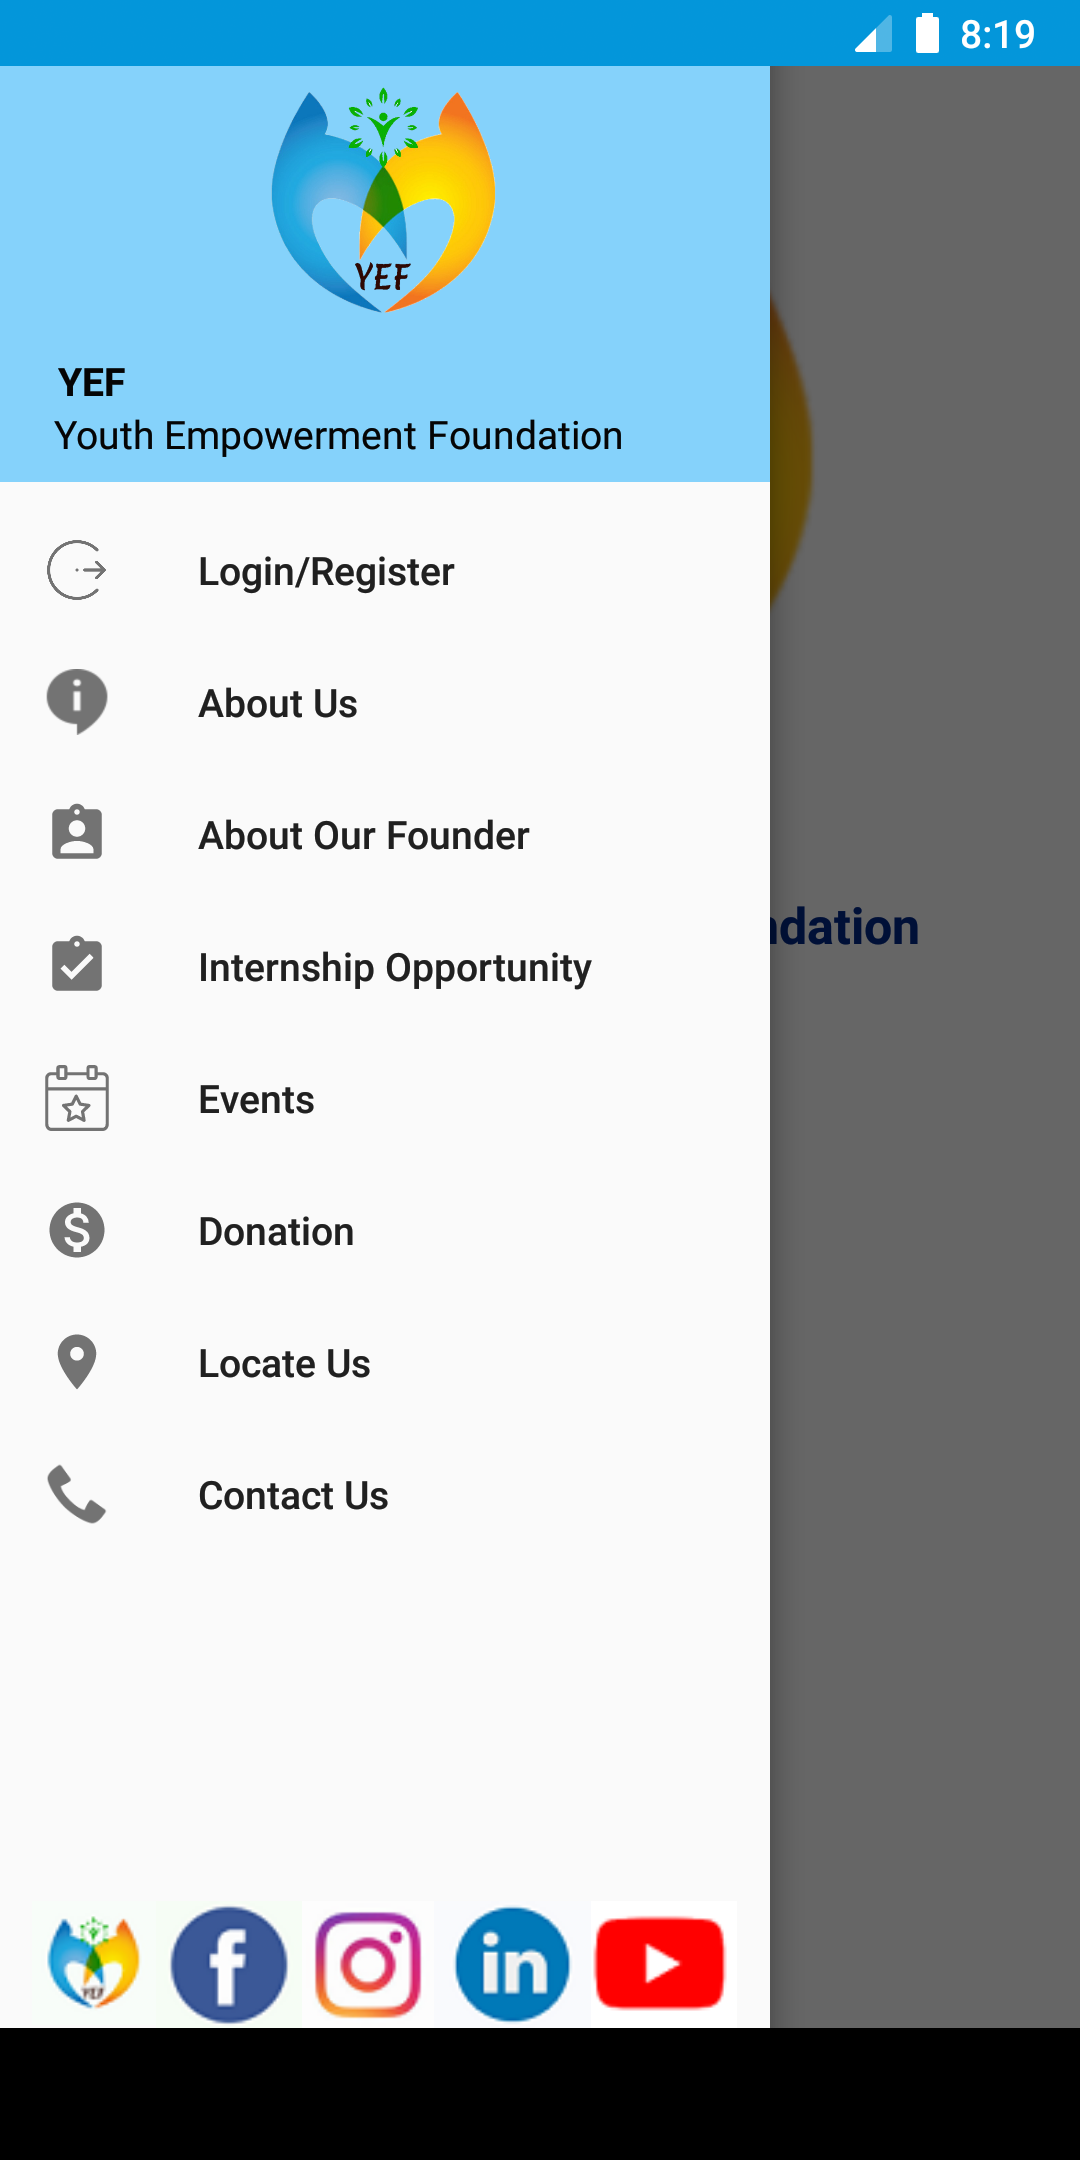 8:19
YEF
YEF
Youth Empowerment Foundation
Login/Register
About Us
About Our Founder
ndation
Internship Opportunity
Events
Donation
Locate Us
Contact Us
YEF
f
in